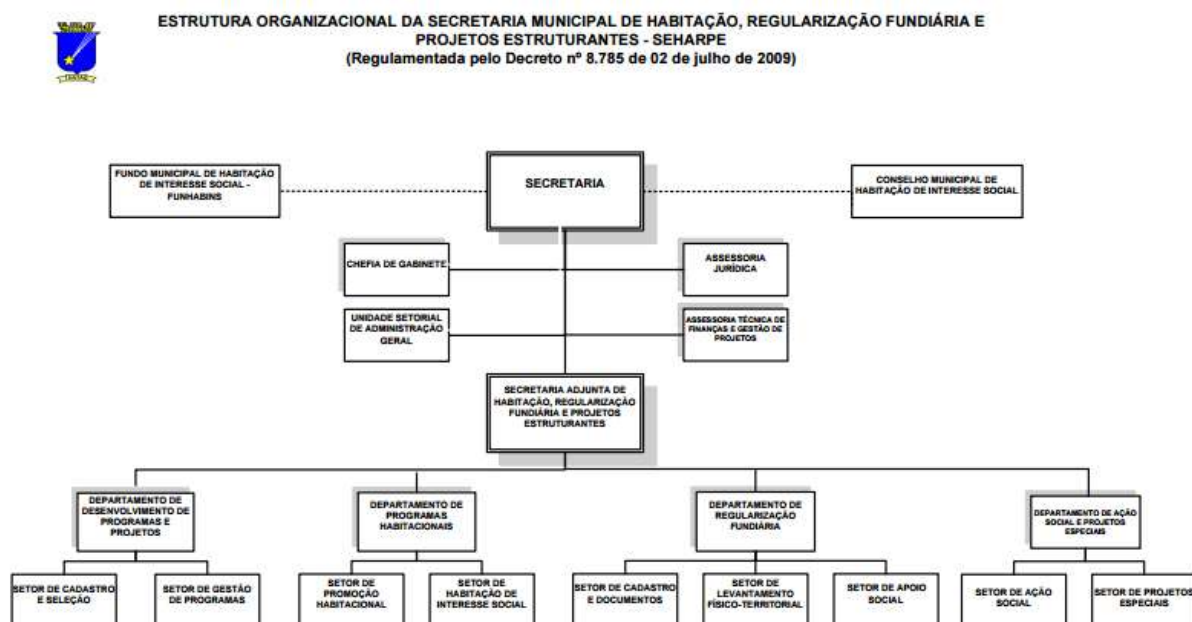 ESTRUTURA ORGANIZACIONAL DA SECRETARIA MUNICIPAL DE HABITAÇÃO, REGULARIZAÇÃO FUNDIÁRIA E
PROJETOS ESTRUTURANTES - SEHARPE
(Regulamentada pelo Decreto nº 8.785 de 02 de julho de 2009)
FUNDO MUNICIPAL DE HABITAÇÃO
DE INTERESSE SOCIAL -
FUNHABINS
SECRETARIA
CONSELHO MUNICIPAL DE
HABITAÇÃO DE INTERESSE SOCIAL
CHEFIA DE GABINETE
ASSESSORIA
JURÍDICA
UNIDADE SETORIAL
DE ADMINISTRAÇÃO
GERAL
ASSESSORIA TÉCNICA DE
FINANÇAS E GESTÃO DE
PROJETOS
SECRETARIA ADJUNTA DE
HABITAÇÃO, REGULARIZAÇÃO
FUNDIÁRIA E PROJETOS
ESTRUTURANTES
DEPARTAMENTO DE
DESENVOLVIMENTO DE
PROGRAMAS E
PROJETOS
DEPARTAMENTO DE
PROGRAMAS
HABITACIONAIS
DEPARTAMENTO DE
REGULARIZAÇÃO
FUNDIÁRIA
DEPARTAMENTO DE AÇÃO
SOCIAL E PROJETOS
ESPECIAIS
SETOR DE CADASTRO
E SELEÇÃO
SETOR DE GESTÃO
DE PROGRAMAS
SETOR DE
PROMOÇÃO
HABITACIONAL
SETOR DE
HABITAÇÃO DE
INTERESSE SOCIAL
SETOR DE CADASTRO
E DOCUMENTOS
SETOR DE
LEVANTAMENTO
FÍSICO-TERRITORIAL
SETOR DE APOIO
SOCIAL
SETOR DE AÇÃO
SOCIAL
SETOR DE PROJETOS
ESPECIAIS